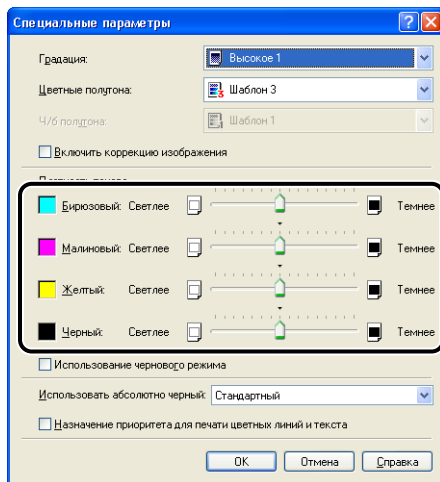 Специальные параметры
Градация: Высокое 1
Цветные полутона: Шаблон 3
Ч/б полутона: Шаблон 1
Включить коррекцию изображения
Бирюзовый: Светлее Темнее
Малиновый: Светлее Темнее
Желтый: Светлее Темнее
Черный: Светлее Темнее
Использование чернового режима
Использовать абсолютно черный: Стандартный
Назначение приоритета для печати цветных линий и текста
OK Отмена Справка